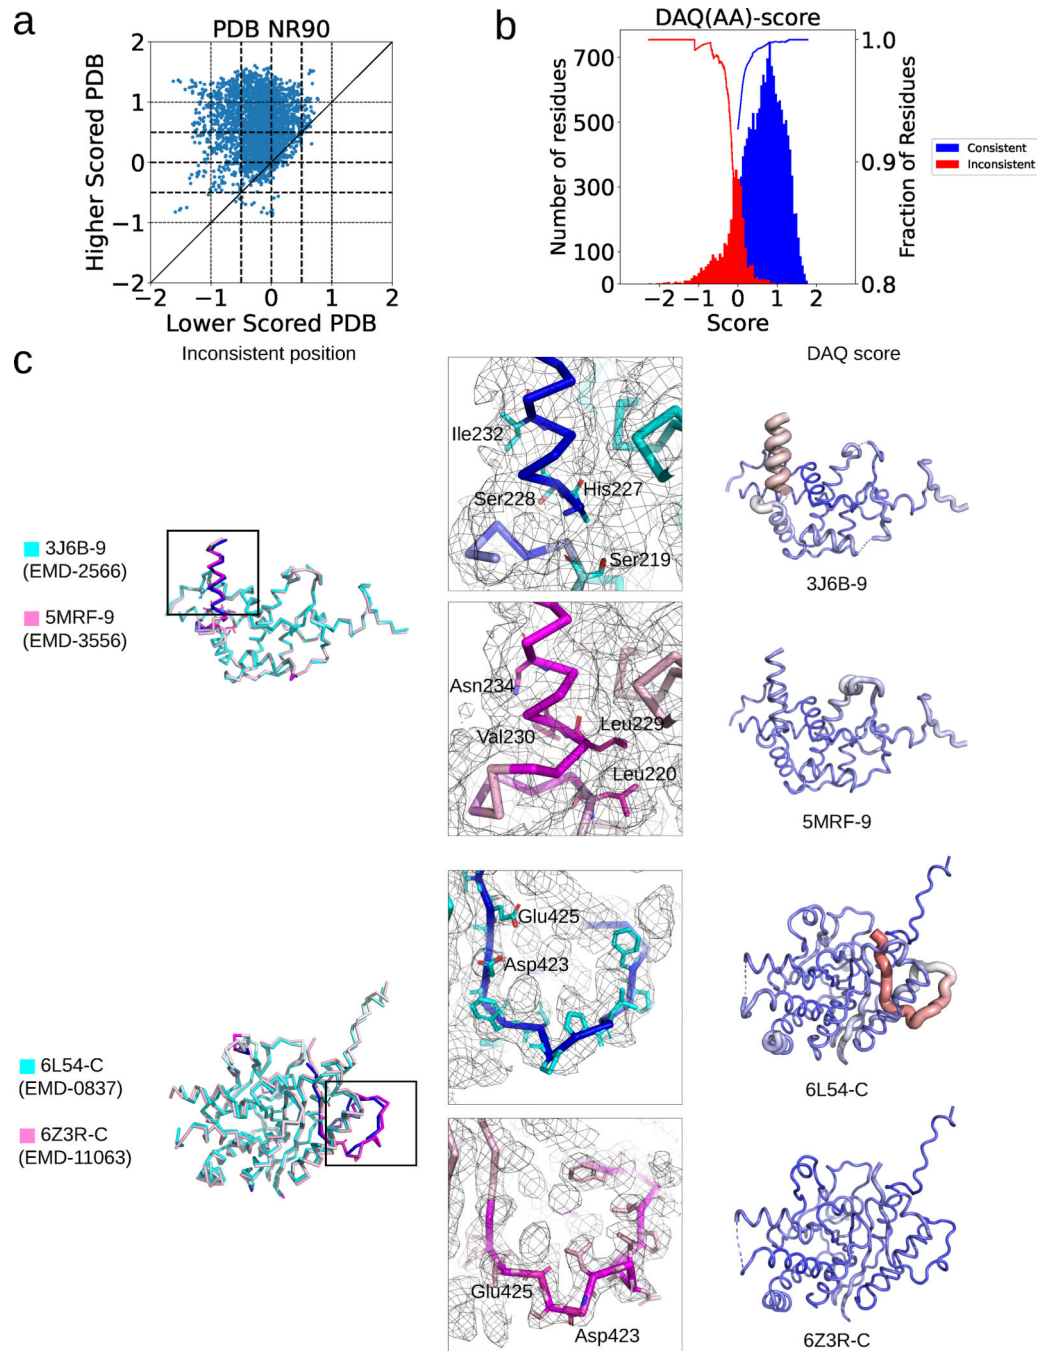 a
PDB NR90
Higher Scored PDB
2
1
0
−1
−2
−2 −1 0 1 2
Lower Scored PDB
b
DAQ(AA)-score
Number of residues
700
500
300
100
0
1.0
0.9
0.8
Fraction of Residues
−2 −1 0 1 2
Score
Consistent
Inconsistent
c
Inconsistent position
DAQ score
3J6B-9
(EMD-2566)
5MRF-9
(EMD-3556)
Ile232
Ser228
His227
Ser219
3J6B-9
Asn234
Val230
Leu229
Leu220
5MRF-9
6L54-C
(EMD-0837)
6Z3R-C
(EMD-11063)
Glu425
Asp423
6L54-C
Glu425
Asp423
6Z3R-C